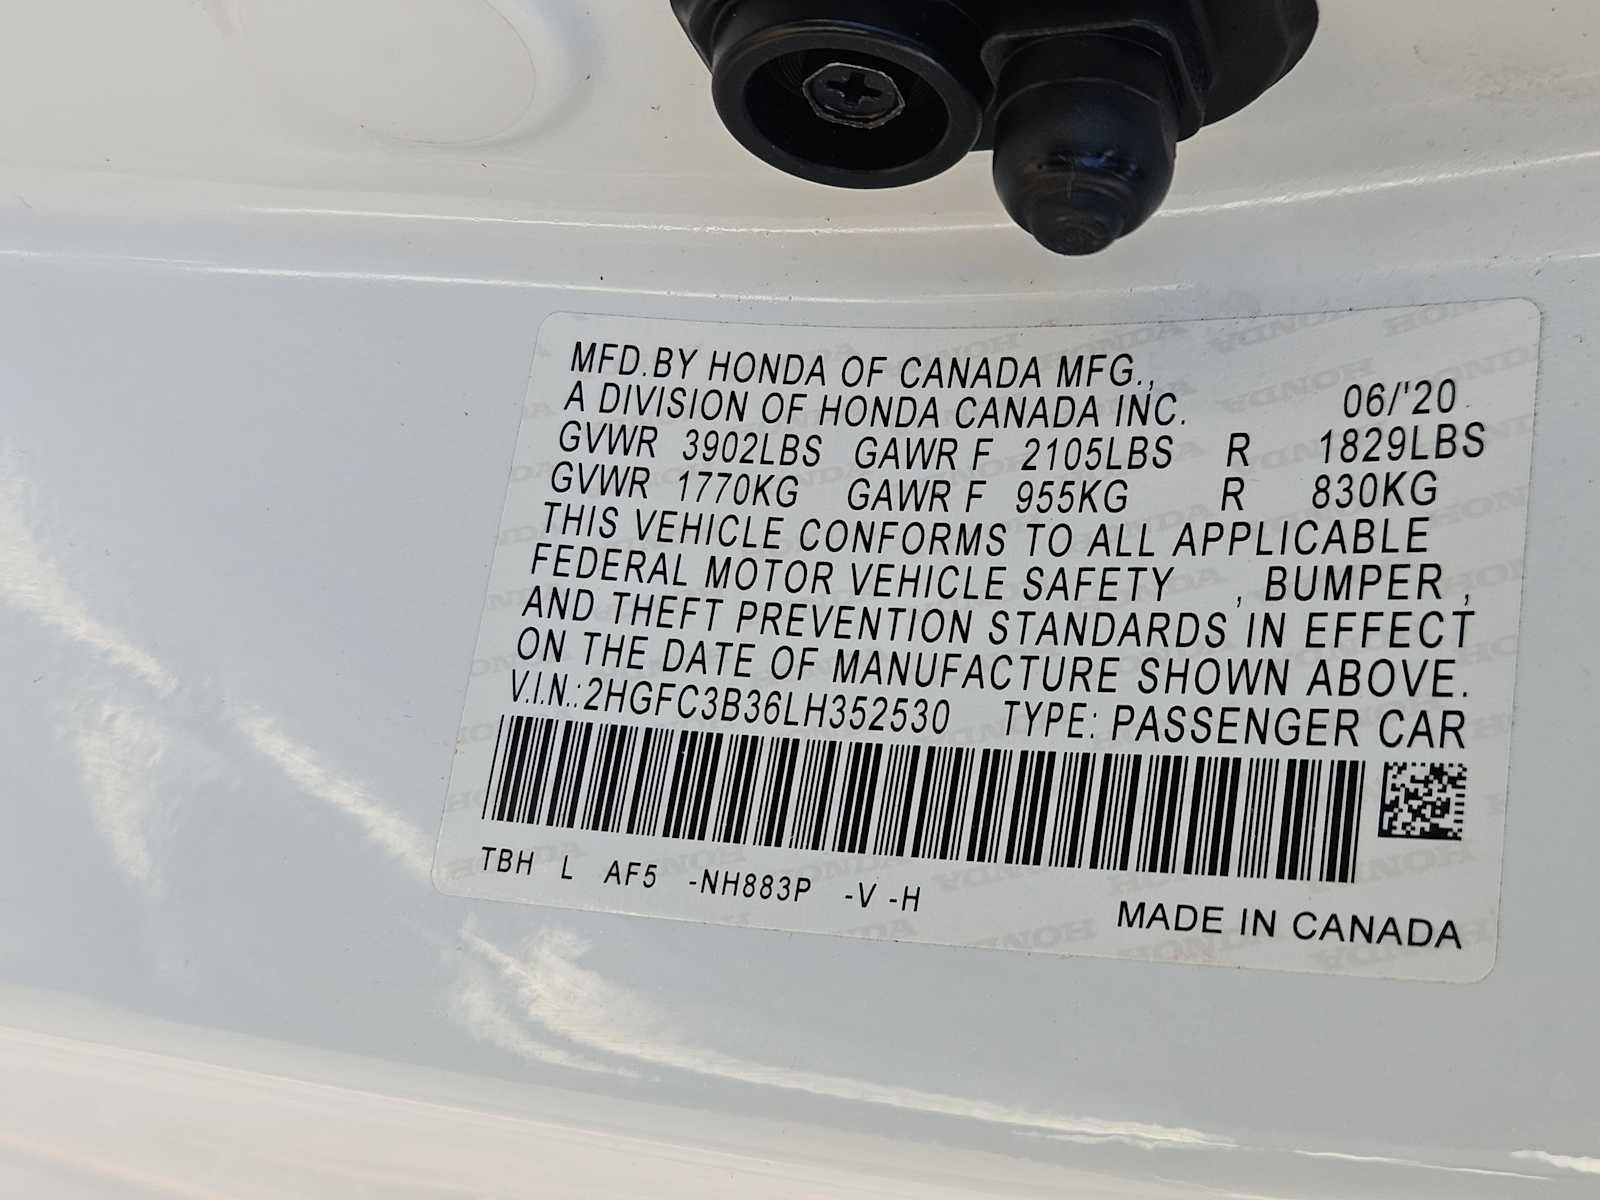 MFD.BY HONDA OF CANADA MFG.,
A DIVISION OF HONDA CANADA INC. 06/'20
GVWR 3902LBS GAWR F 2105LBS R 1829LBS
GVWR 1770KG GAWR F 955KG R 830KG
THIS VEHICLE CONFORMS TO ALL APPLICABLE
FEDERAL MOTOR VEHICLE SAFETY , BUMPER ,
AND THEFT PREVENTION STANDARDS IN EFFECT
ON THE DATE OF MANUFACTURE SHOWN ABOVE.
V.I.N.:2HGFC3B36LH352530 TYPE: PASSENGER CAR
TBH L AF5 -NH883P -V -H
MADE IN CANADA